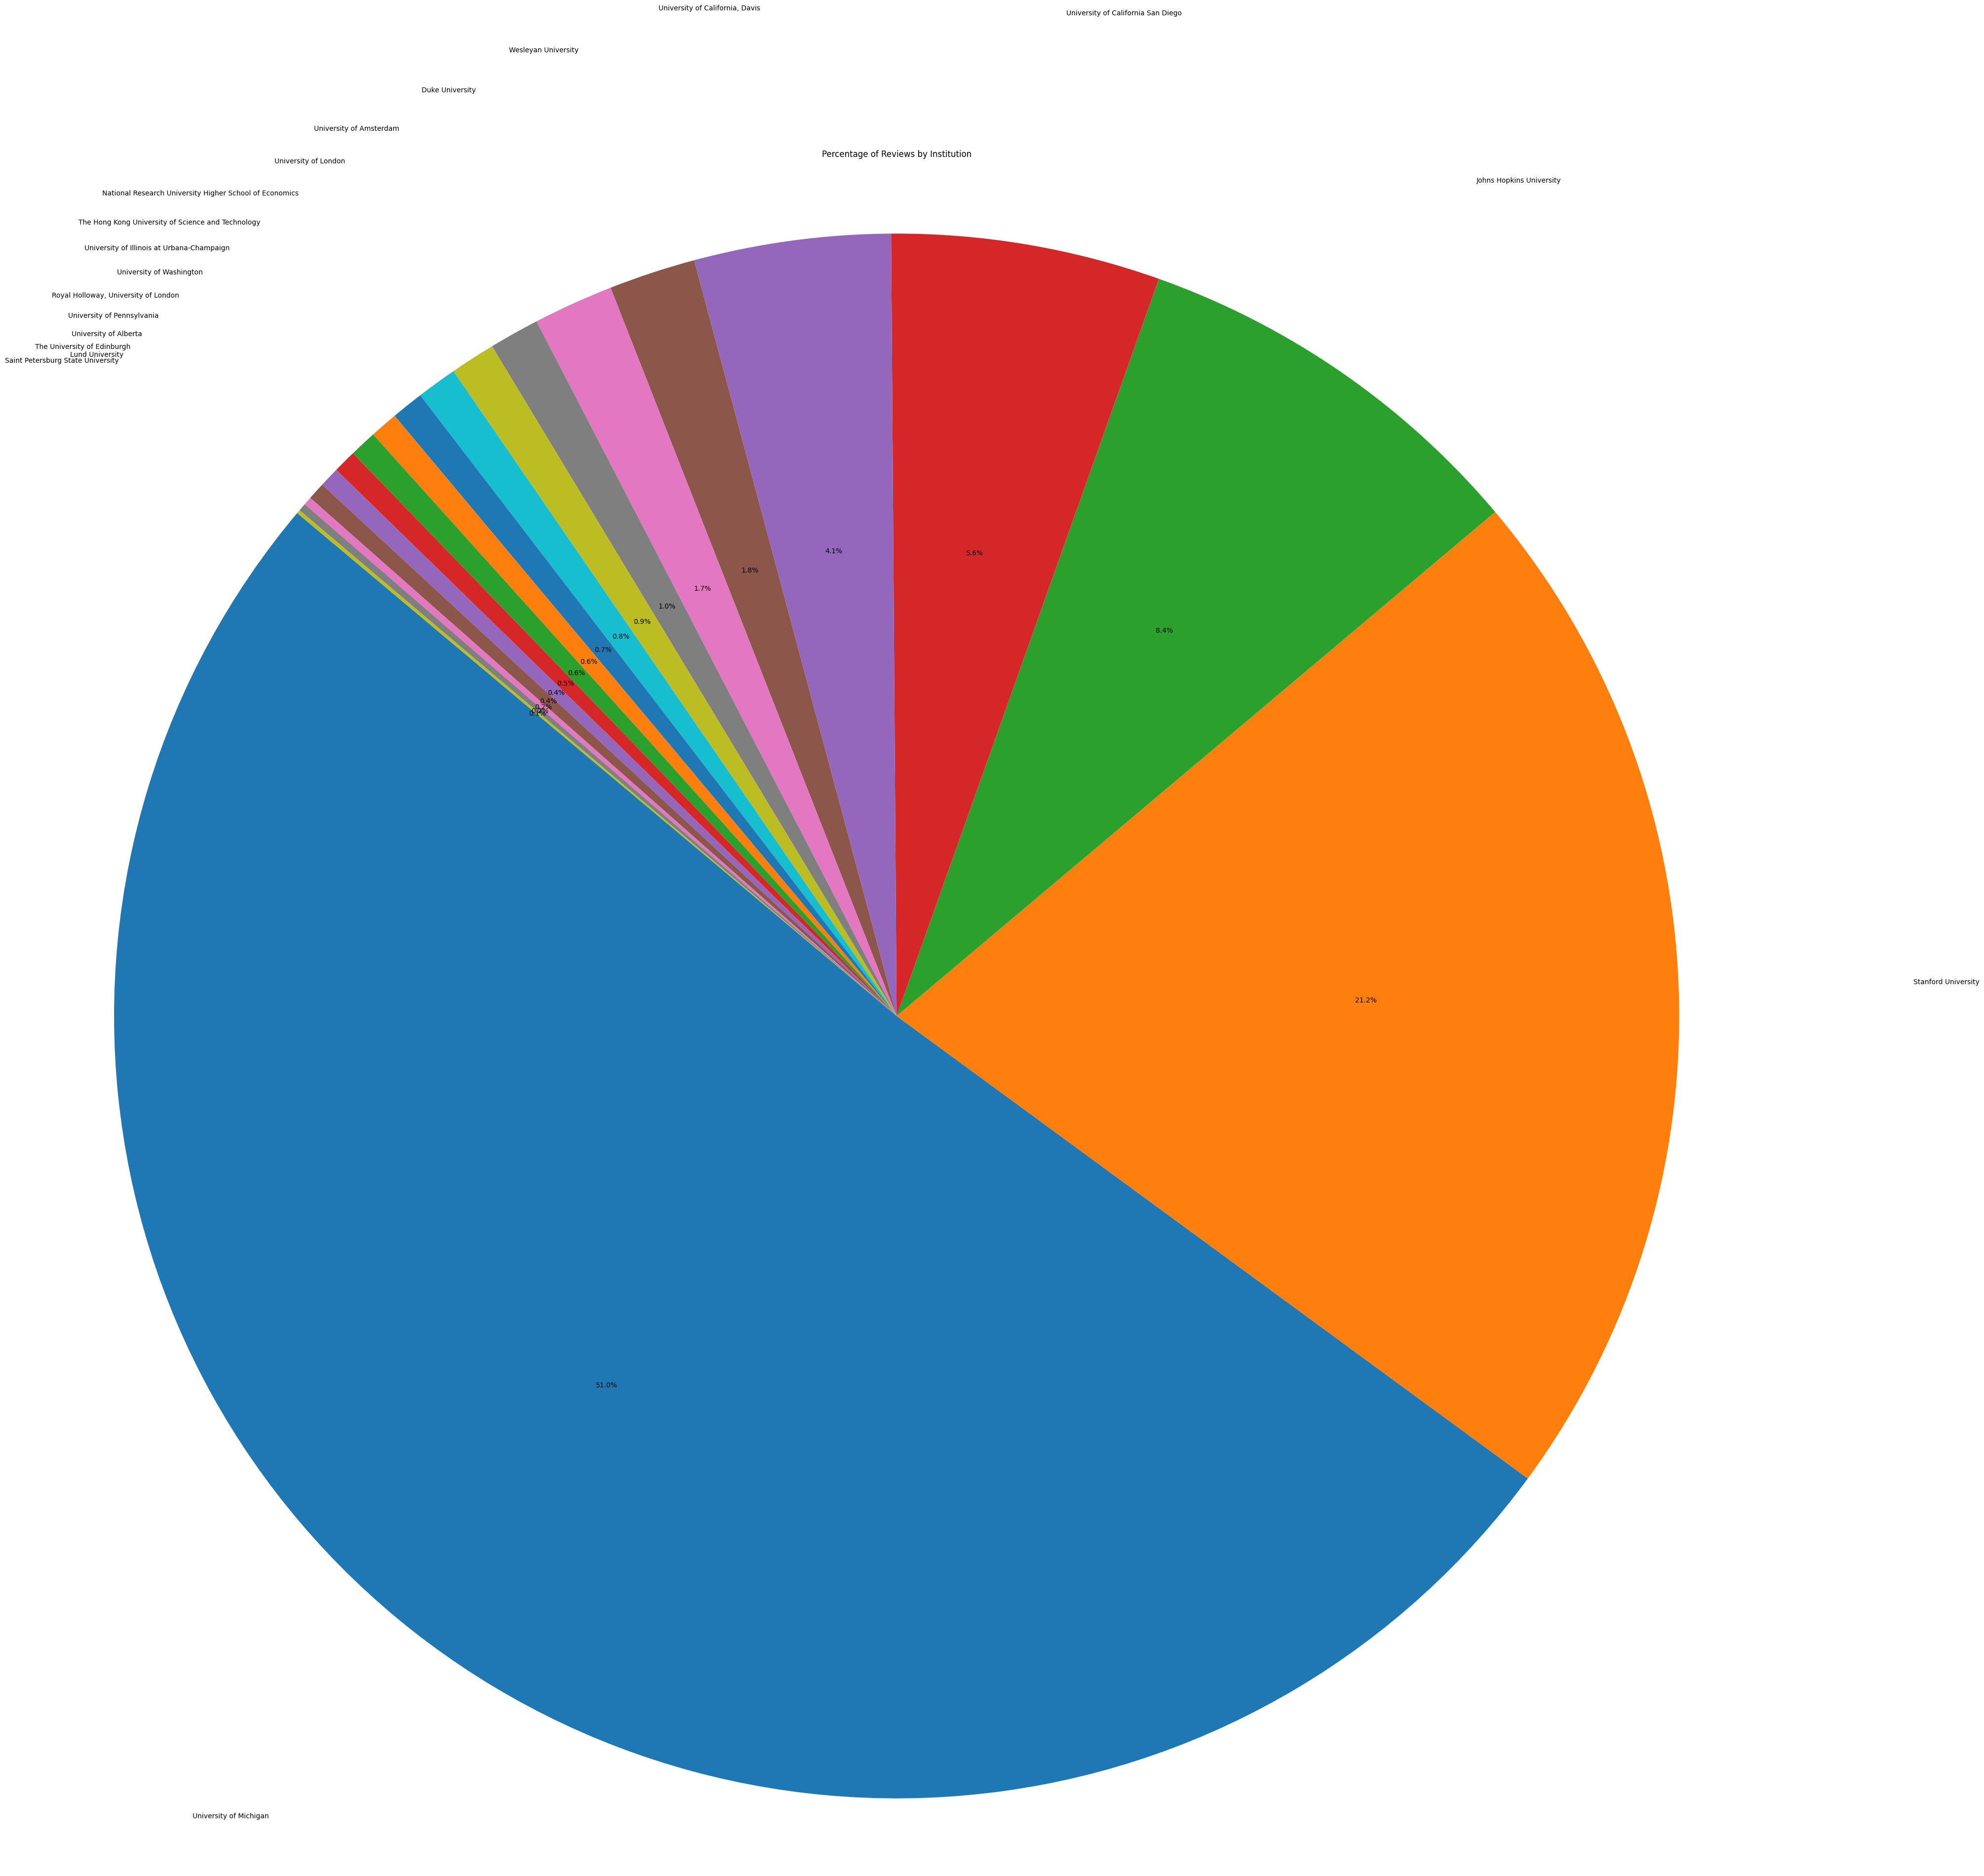 University of California, Davis
University of California San Diego
Wesleyan University
Duke University
University of Amsterdam
Percentage of Reviews by Institution
University of London
Johns Hopkins University
National Research University Higher School of Economics
The Hong Kong University of Science and Technology
University of Illinois at Urbana-Champaign
University of Washington
Royal Holloway, University of London
University of Pennsylvania
University of Alberta
The University of Edinburgh
Lund University
Saint Petersburg State University
4.1%
5.6%
1.8%
1.7%
1.0%
0.9%
8.4%
0.8%
0.7%
0.6%
0.6%
0.5%
0.4%
0.4%
0.2%
21.2%
Stanford University
51.0%
University of Michigan